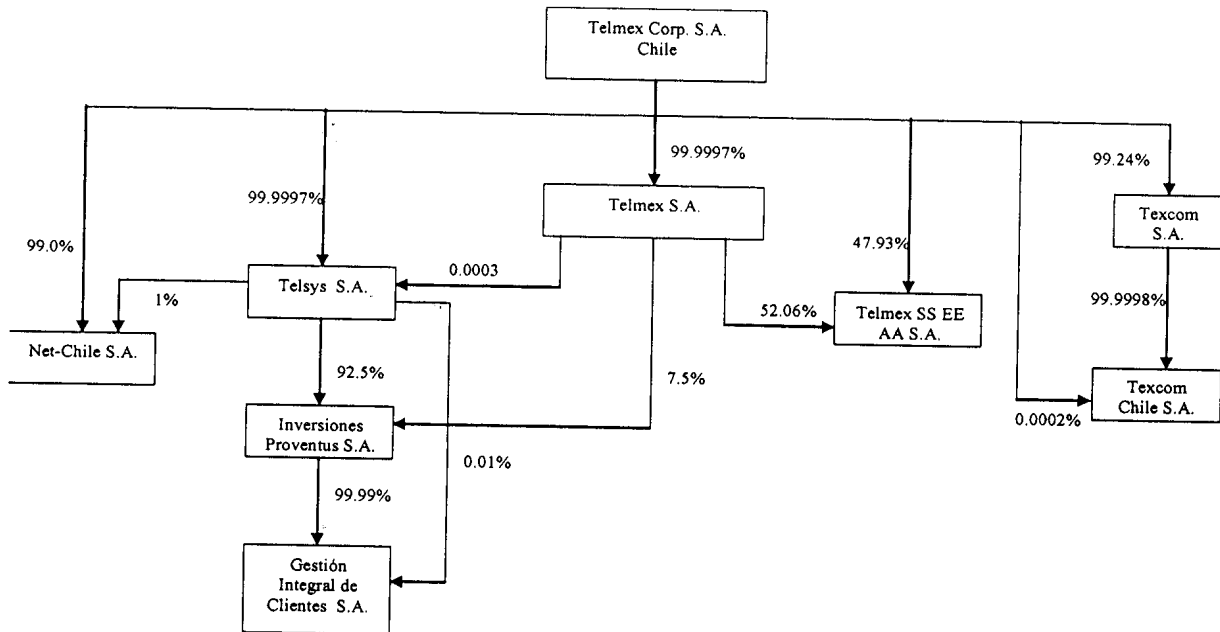 Telmex Corp. S.A.
Chile
99.9997%
99.24%
99.9997%
Telmex S.A.
Texcom
S.A.
99.0%
47.93%
0.0003
Telsys S.A.
1%
99.9998%
52.06%
Telmex SS EE
AA S.A.
Net-Chile S.A.
92.5%
7.5%
Texcom
Chile S.A.
0.0002%
Inversiones
Proventus S.A.
0.01%
99.99%
Gestión
Integral de
Clientes S.A.